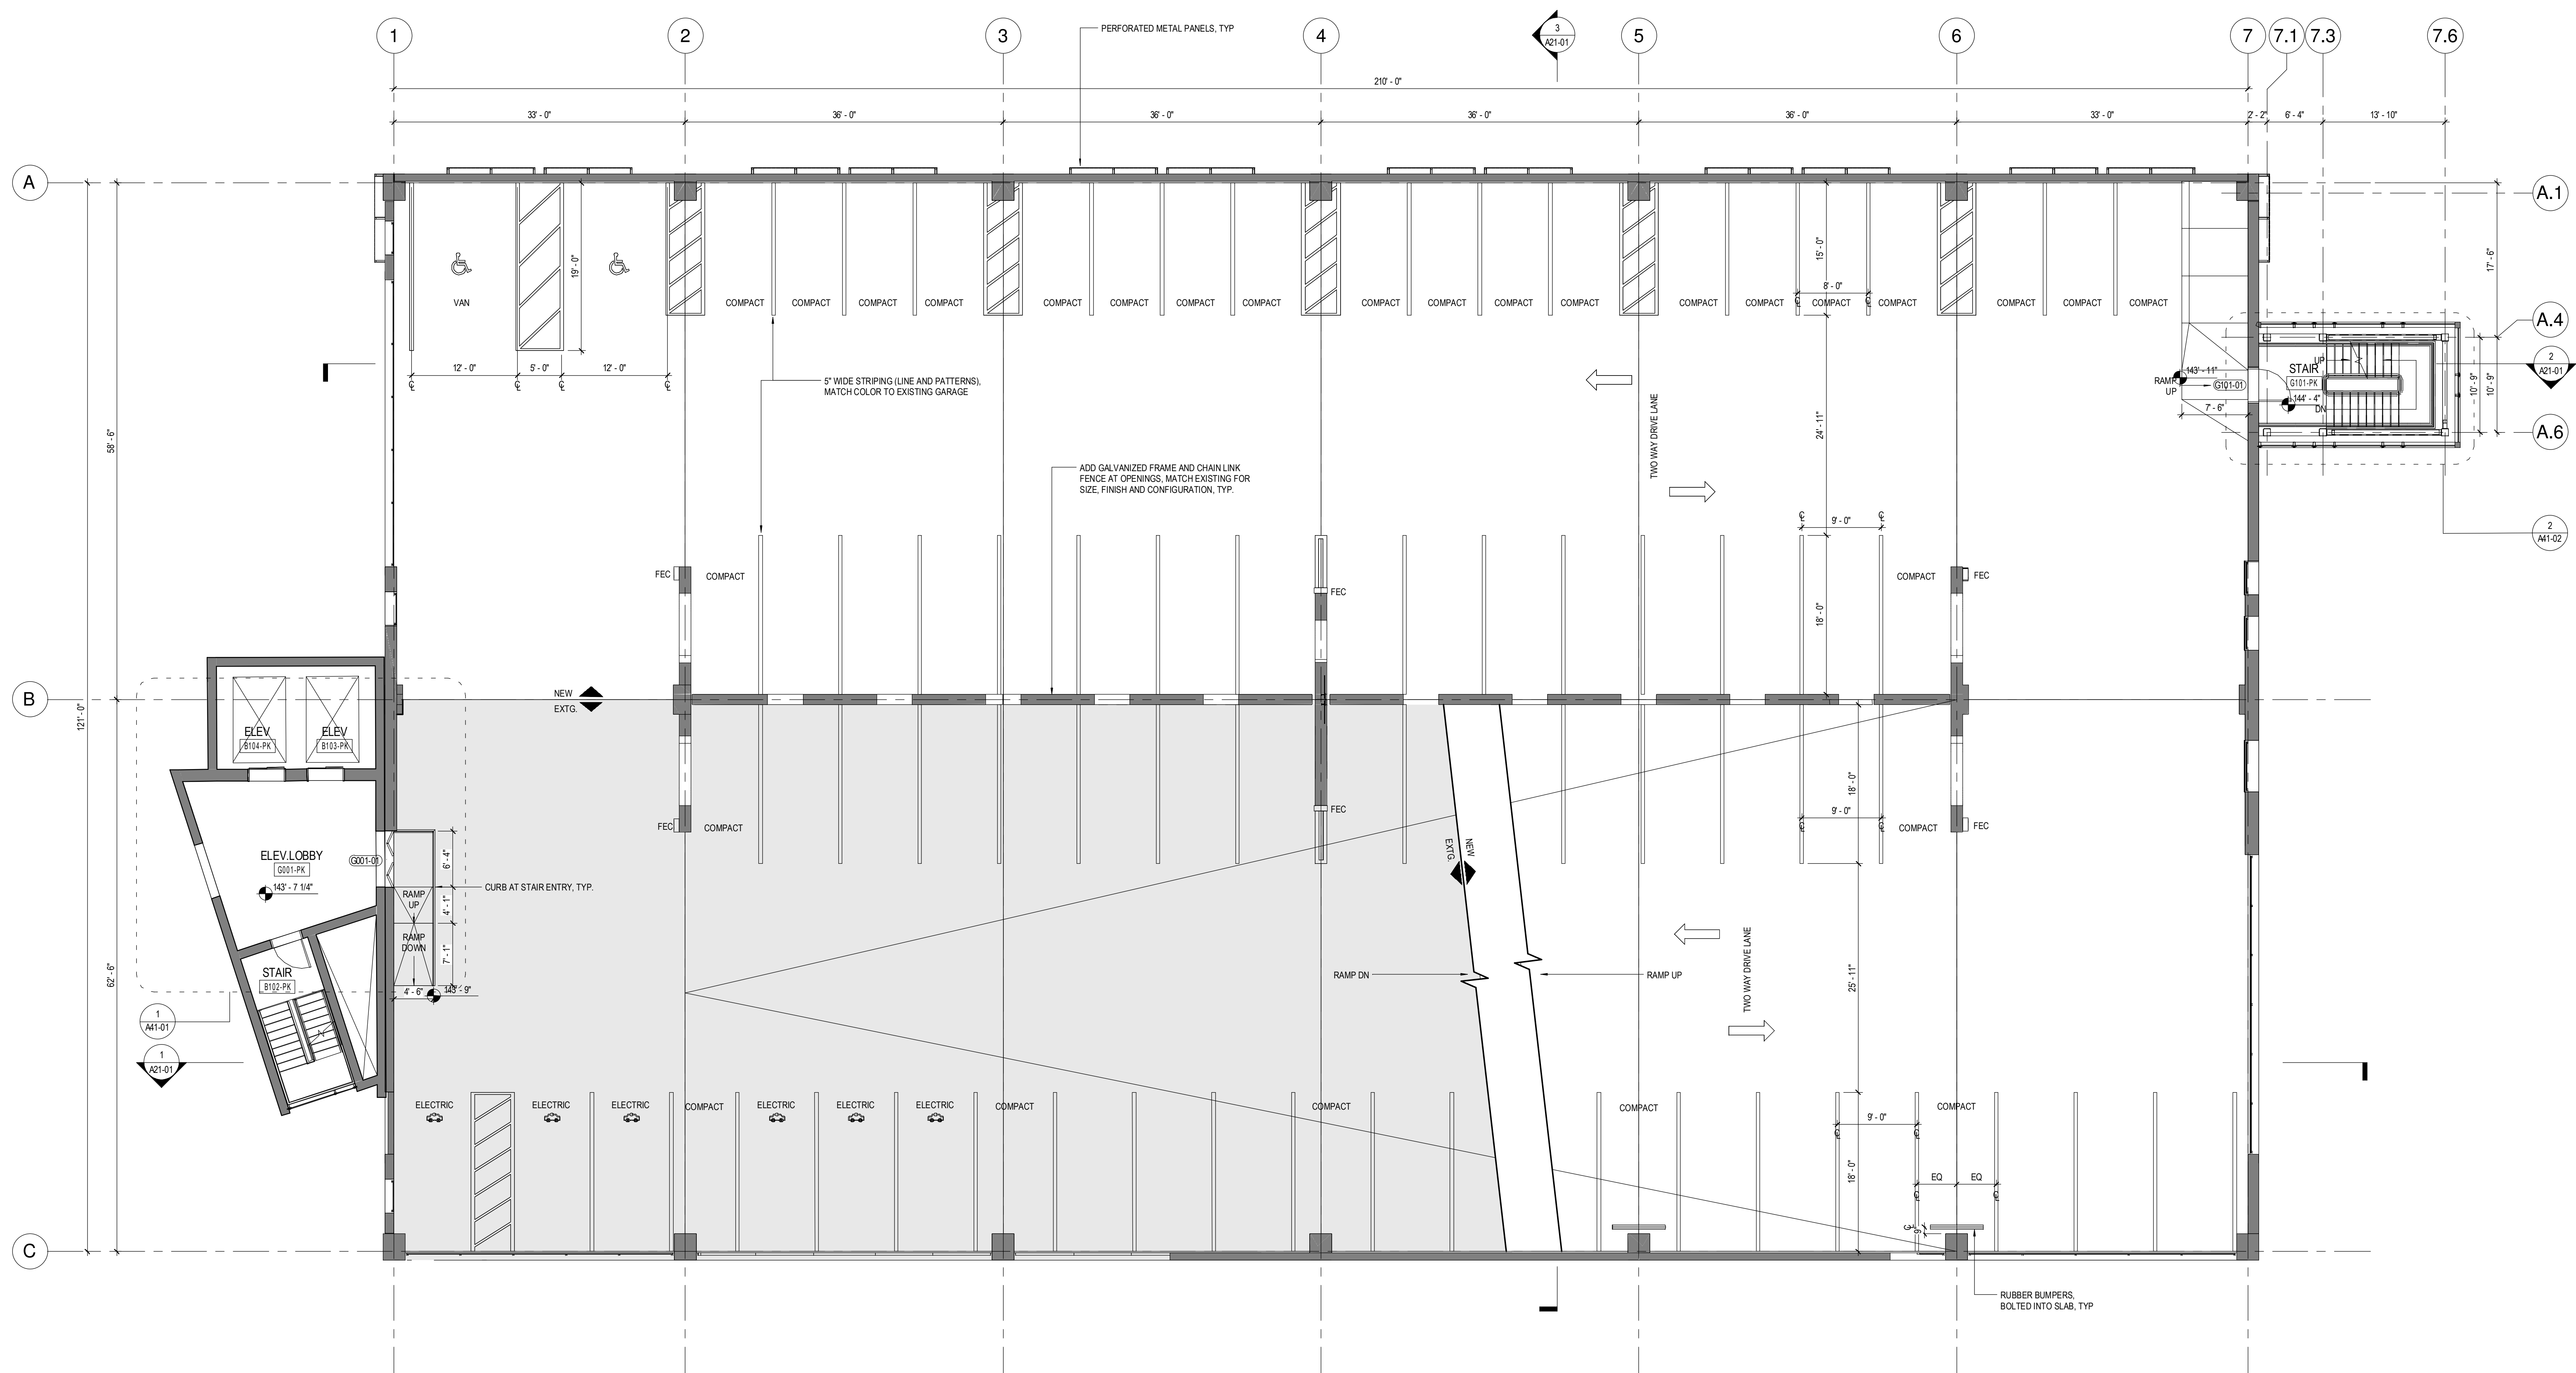 1
2
3
4
5
6
7
7.1
7.3
7.6
PERFORATED METAL PANELS, TYP
3
A21-01
210' - 0"
33' - 0"
36' - 0"
36' - 0"
36' - 0"
36' - 0"
33' - 0"
2' - 2"
6' - 4"
13' - 10"
A
A.1
17' - 6"
15' - 0"
19' - 0"
VAN
COMPACT
COMPACT
COMPACT
COMPACT
COMPACT
COMPACT
COMPACT
COMPACT
COMPACT
COMPACT
COMPACT
COMPACT
COMPACT
COMPACT
8' - 0"
COMPACT
COMPACT
COMPACT
COMPACT
COMPACT
A.4
12' - 0"
5' - 0"
12' - 0"
5" WIDE STRIPING (LINE AND PATTERNS),
MATCH COLOR TO EXISTING GARAGE
TWO WAY DRIVE LANE
24' - 11"
RAMP
UP
143' - 11"
G101-01
7' - 6"
UP
STAIR
G101-PK
144' - 4"
DN
10' - 9"
10' - 9"
2
A21-01
A.6
58' - 6"
121' - 0"
ADD GALVANIZED FRAME AND CHAIN LINK
FENCE AT OPENINGS, MATCH EXISTING FOR
SIZE, FINISH AND CONFIGURATION, TYP.
9' - 0"
2
A41-02
FEC
COMPACT
FEC
18' - 0"
COMPACT
FEC
B
NEW
EXTG.
ELEV
B104-PK
ELEV
B103-PK
FEC
COMPACT
FEC
18' - 0"
9' - 0"
COMPACT
FEC
NEW
EXTG.
ELEV.LOBBY
G001-PK
143' - 7 1/4"
G001-01
6' - 4"
CURB AT STAIR ENTRY, TYP.
RAMP
UP
4' - 1"
RAMP
DOWN
7' - 1"
4' - 6"
143' - 9"
STAIR
B102-PK
62' - 6"
RAMP DN
RAMP UP
TWO WAY DRIVE LANE
25' - 11"
1
A41-01
1
A21-01
ELECTRIC
ELECTRIC
ELECTRIC
COMPACT
ELECTRIC
ELECTRIC
ELECTRIC
COMPACT
COMPACT
COMPACT
9' - 0"
COMPACT
18' - 0"
EQ
EQ
9"
C
RUBBER BUMPERS,
BOLTED INTO SLAB, TYP